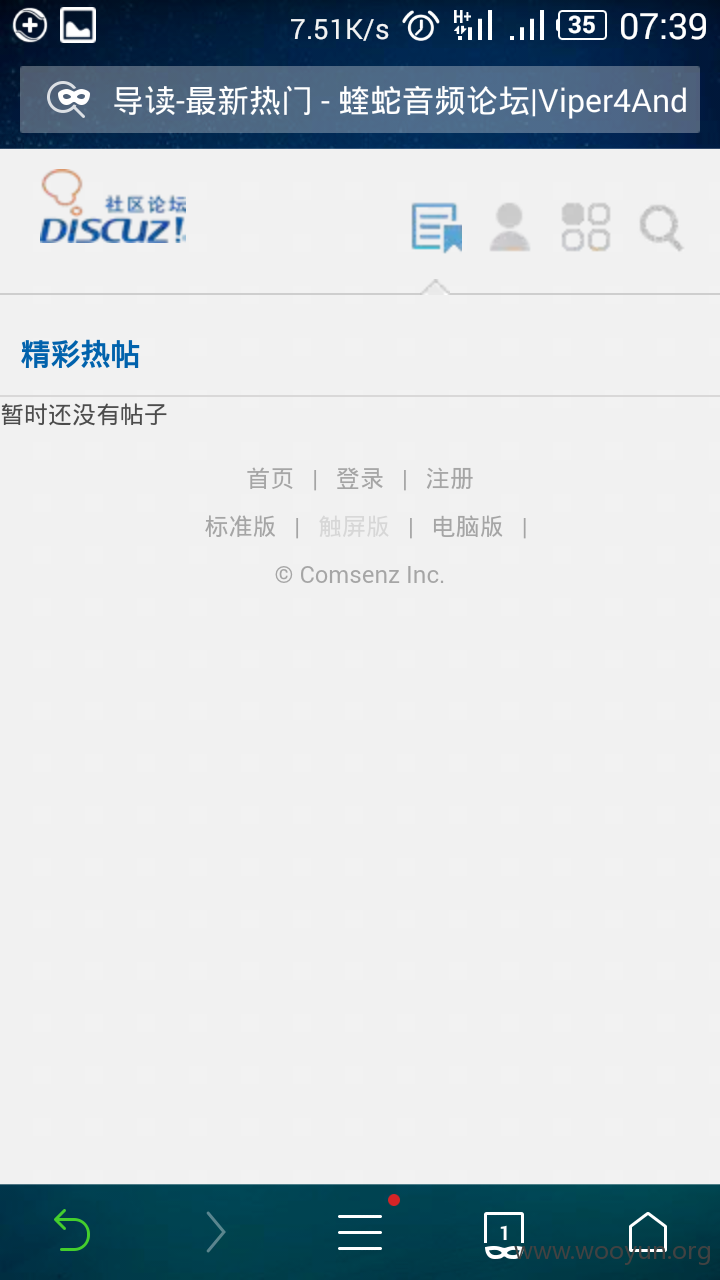 7.51K/s H+ 35 07:39
导读-最新热门 - 蝰蛇音频论坛|Viper4And
社区论坛
DISCUZ!
精彩热帖
暂时还没有帖子
首页 | 登录 | 注册
标准版 | 触屏版 | 电脑版 |
© Comsenz Inc.
1
www.wooyun.org